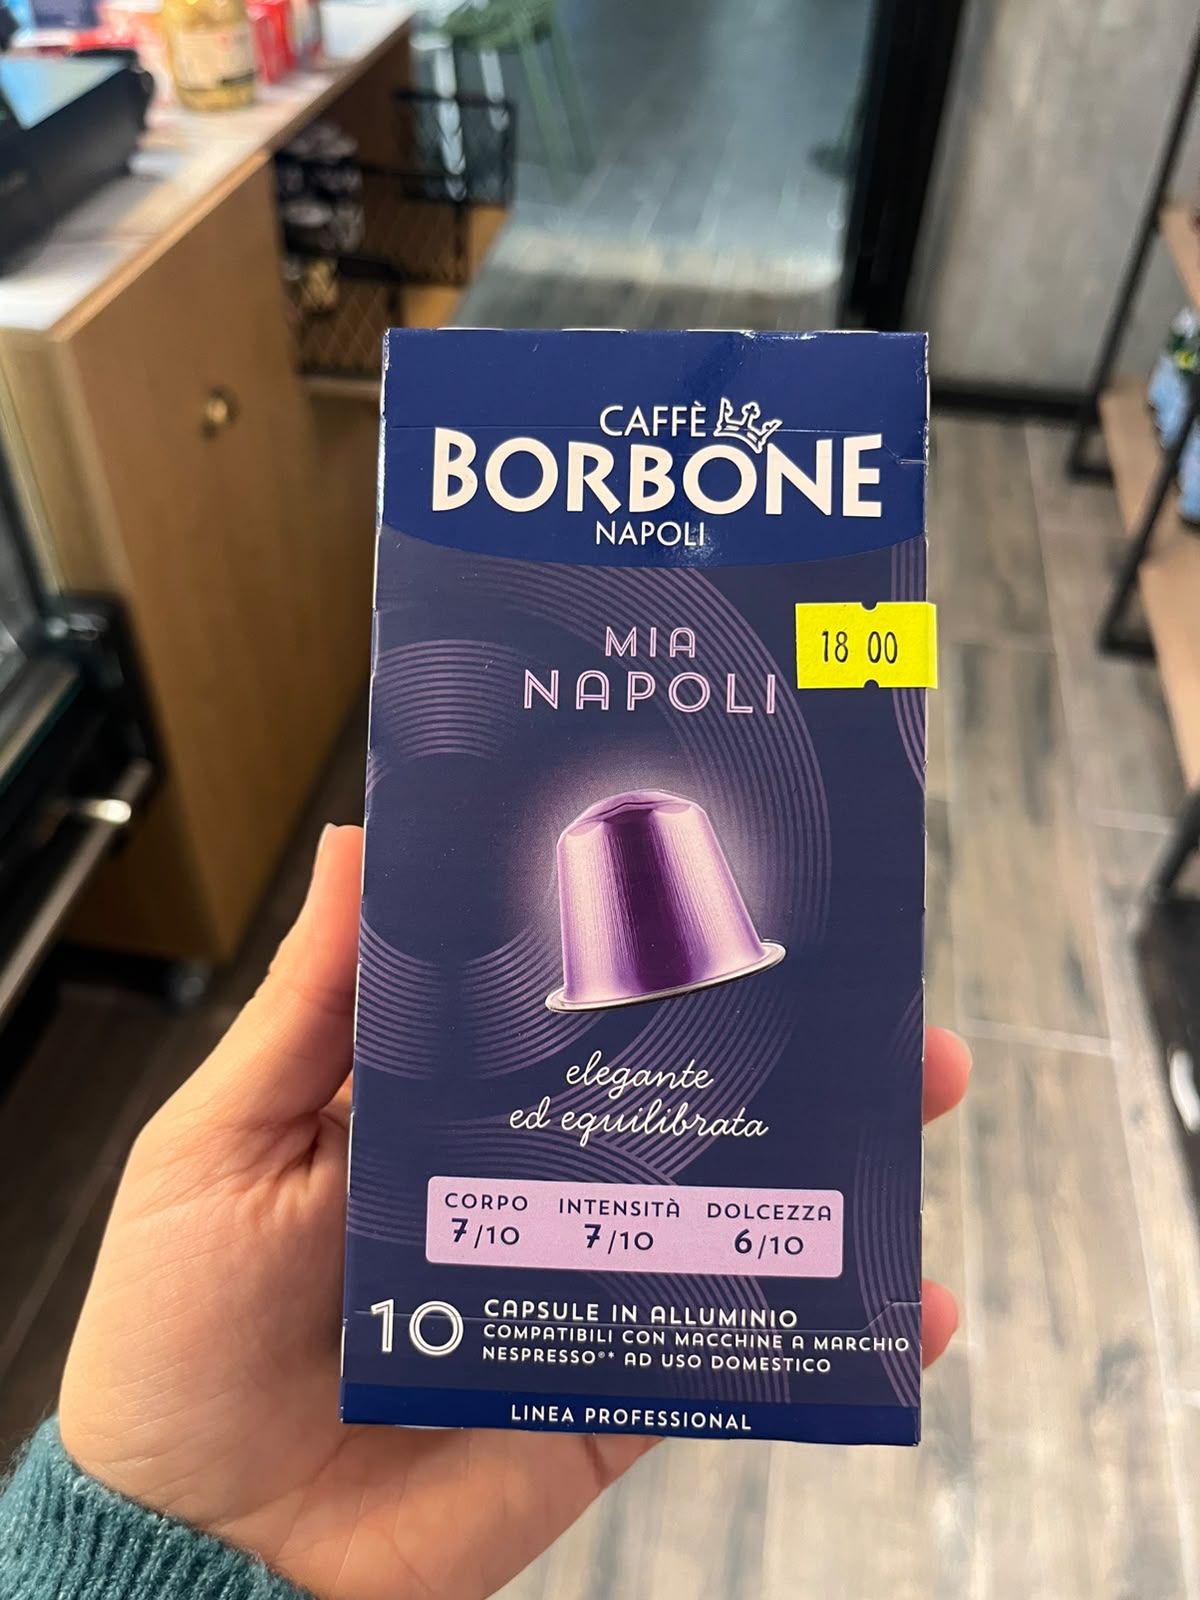 CAFFÈ
BORBONE
NAPOLI
MIA
NAPOLI
18 00
elegante
ed equilibrata
CORPO INTENSITÀ DOLCEZZA
7/10 7/10 6/10
10 CAPSULE IN ALLUMINIO
COMPATIBILI CON MACCHINE A MARCHIO
NESPRESSO®* AD USO DOMESTICO
LINEA PROFESSIONAL